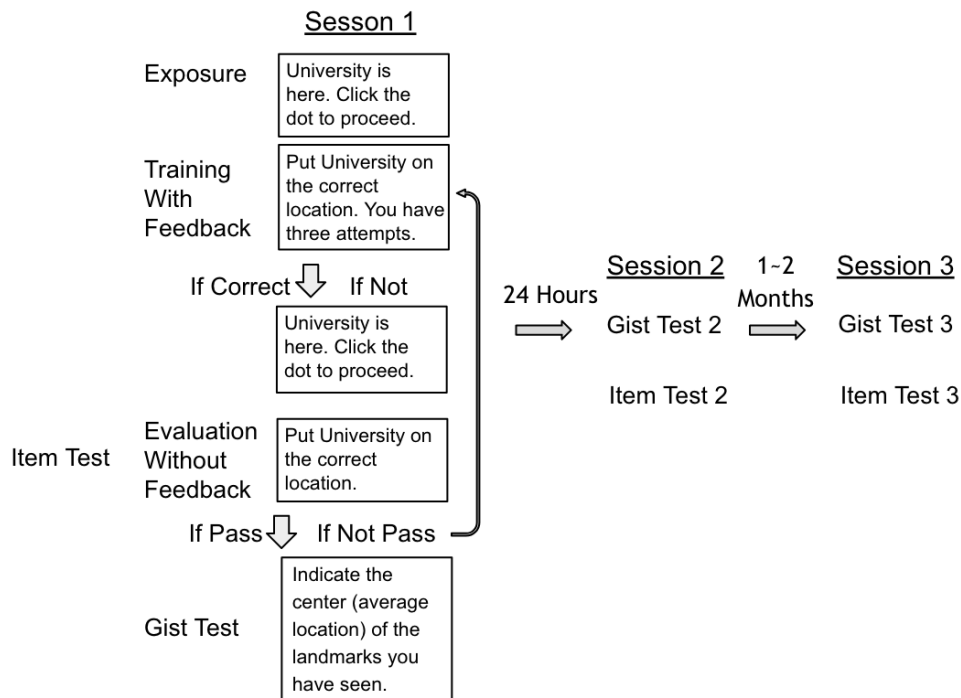 Sesson 1
Exposure
University is
here. Click the
dot to proceed.
Training
With
Feedback
Put University on
the correct
location. You have
three attempts.
If Correct
If Not
University is
here. Click the
dot to proceed.
Item Test
Evaluation
Without
Feedback
Put University on
the correct
location.
If Pass
If Not Pass
Gist Test
Indicate the
center (average
location) of the
landmarks you
have seen.
24 Hours
Session 2
Gist Test 2
Item Test 2
1~2
Months
Session 3
Gist Test 3
Item Test 3